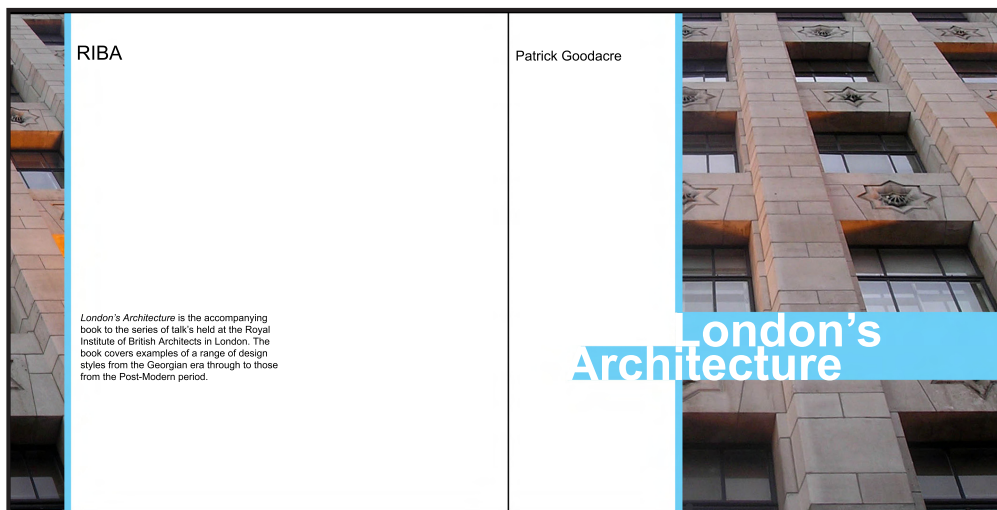 RIBA
London's Architecture is the accompanying
book to the series of talk's held at the Royal
Institute of British Architects in London. The
book covers examples of a range of design
styles from the Georgian era through to those
from the Post-Modern period.
Patrick Goodacre
London's
Architecture